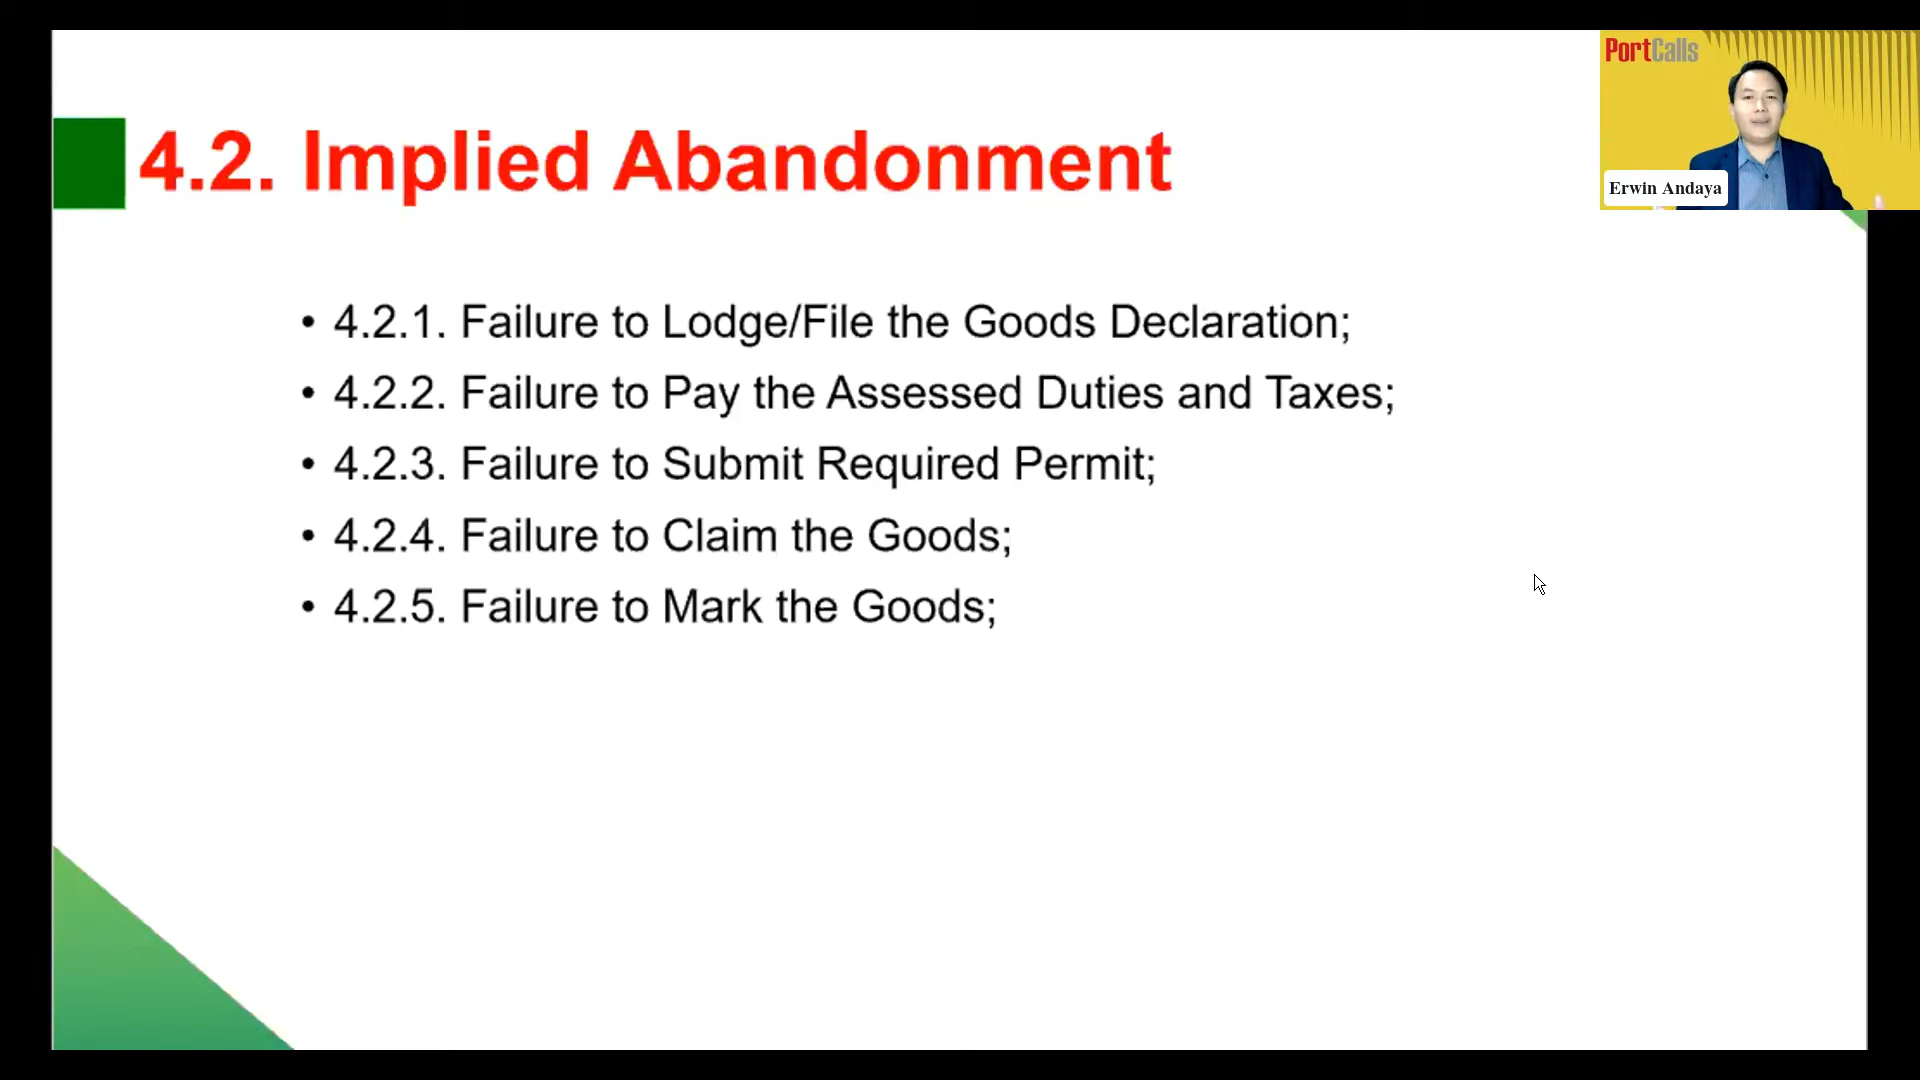 PortCalls
Erwin Andaya
4.2. Implied Abandonment
• 4.2.1. Failure to Lodge/File the Goods Declaration;
• 4.2.2. Failure to Pay the Assessed Duties and Taxes;
• 4.2.3. Failure to Submit Required Permit;
• 4.2.4. Failure to Claim the Goods;
• 4.2.5. Failure to Mark the Goods;